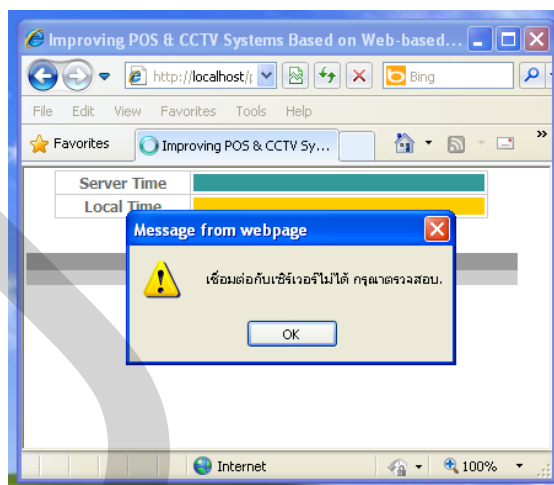 Improving POS & CCTV Systems Based on Web-based...
http://localhost/
Bing
File Edit View Favorites Tools Help
Favorites
Improving POS & CCTV Sy...
»
Server Time
Local Time
Message from webpage
เชื่อมต่อกับเซิร์เวอร์ไม่ได้ กรุณาตรวจสอบ.
OK
Internet
100%